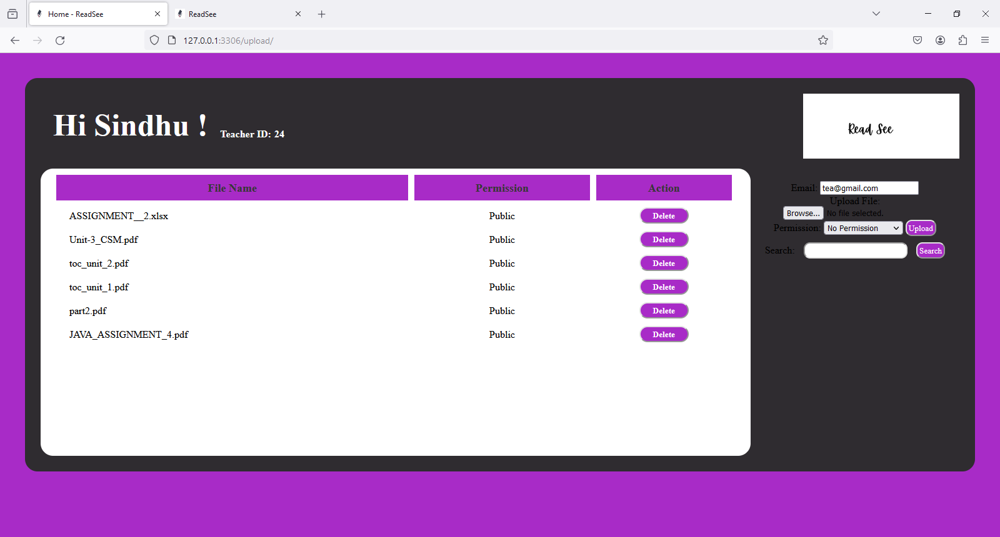 Home - ReadSee
ReadSee
127.0.0.1:3306/upload/
Hi Sindhu ! Teacher ID: 24
Read See
File Name Permission Action
ASSIGNMENT__2.xlsx Public Delete
Unit-3_CSM.pdf Public Delete
toc_unit_2.pdf Public Delete
toc_unit_1.pdf Public Delete
part2.pdf Public Delete
JAVA_ASSIGNMENT_4.pdf Public Delete
Email: tea@gmail.com
Upload File:
Browse... No file selected.
Permission: No Permission Upload
Search: Search